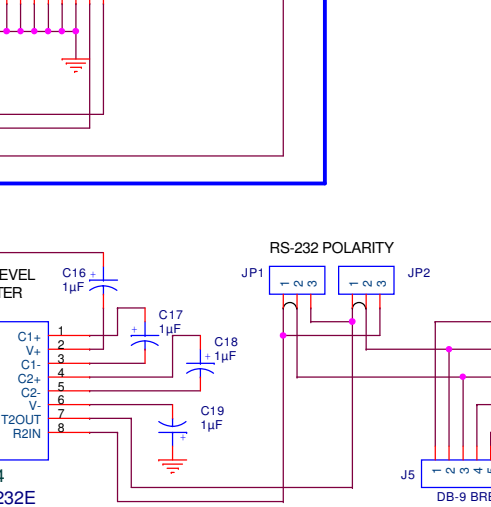 RS-232 POLARITY
JP1
1 2 3
1 2 3
JP2
EVEL
TER
C16
+
1µF
C17
+
1µF
C18
+
1µF
C19
+
1µF
C1+ 1
V+ 2
C1- 3
C2+ 4
C2- 5
V- 6
T2OUT 7
R2IN 8
4
232E
J5
1 2 3 4 5
DB-9 BRE